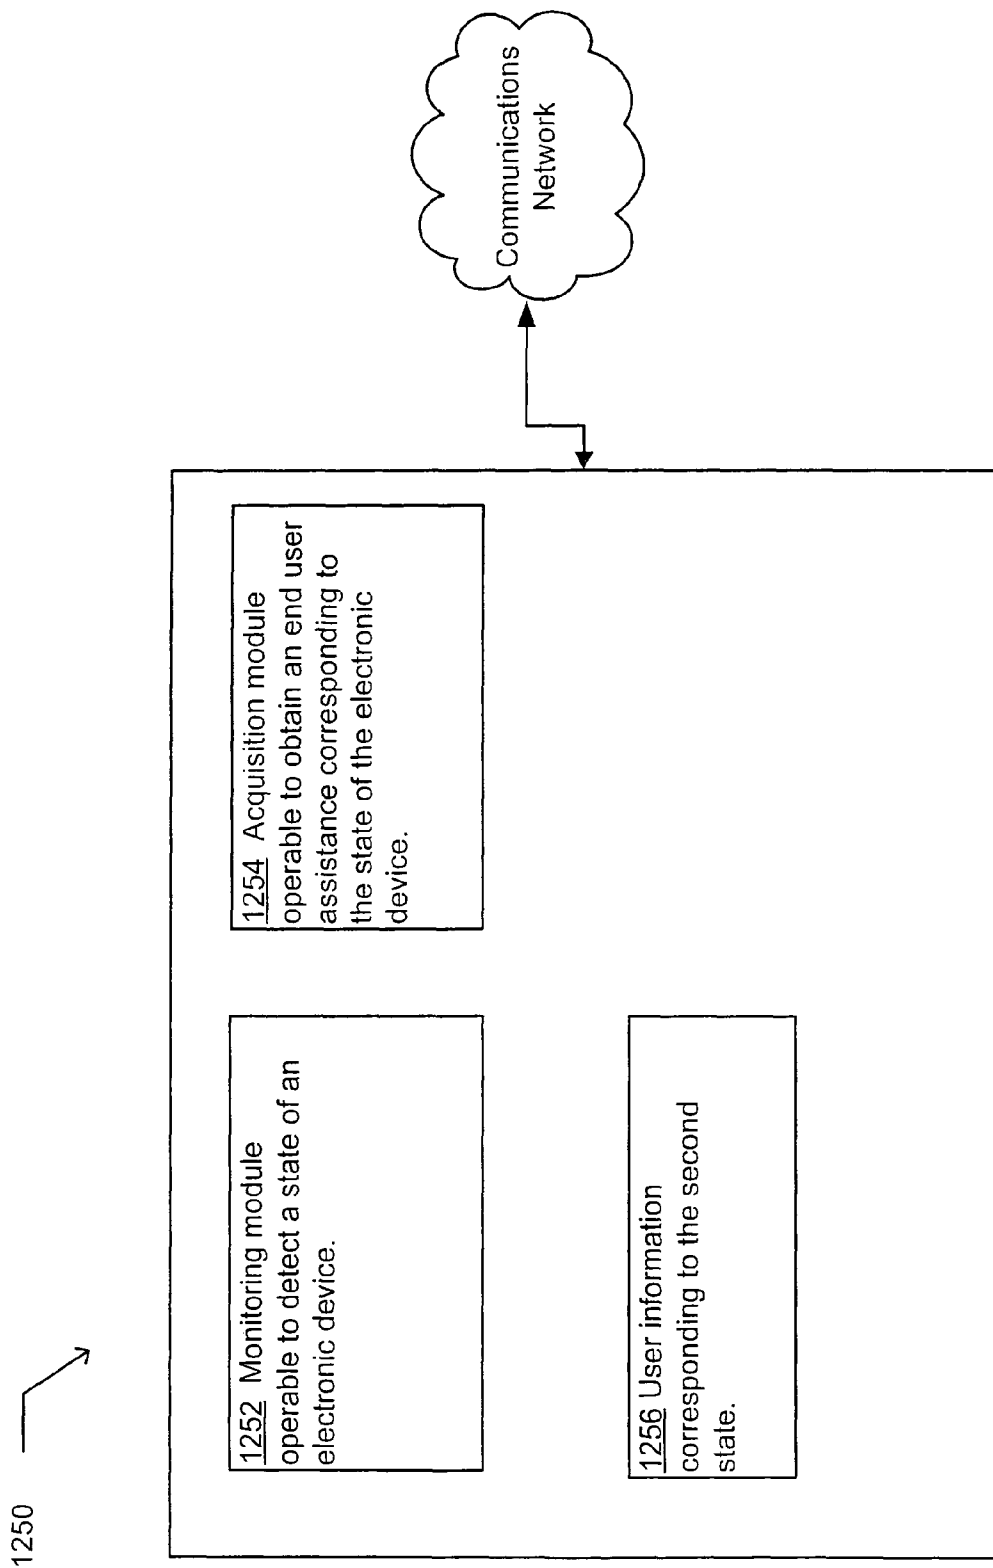 1250
1252 Monitoring module
operable to detect a state of an
electronic device.
1254 Acquisition module
operable to obtain an end user
assistance corresponding to
the state of the electronic
device.
1256 User information
corresponding to the second
state.
Communications
Network